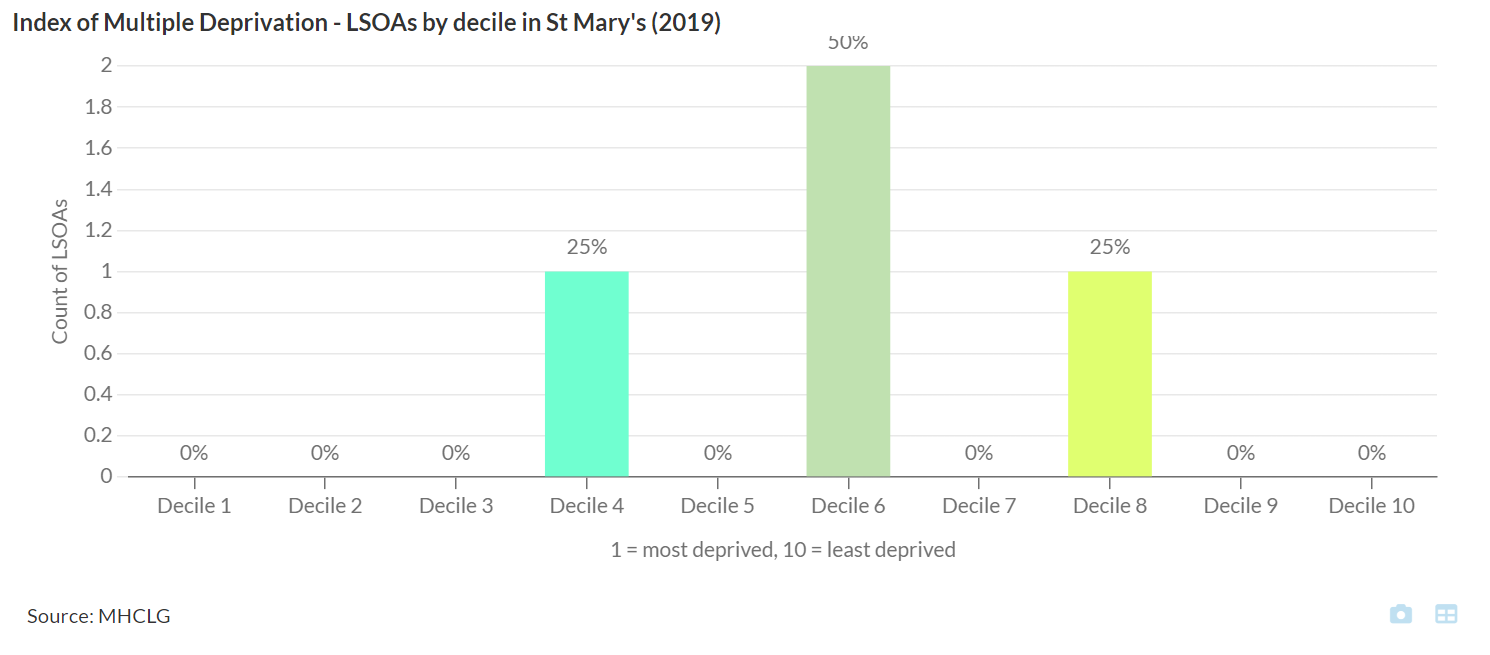 Index of Multiple Deprivation - LSOAs by decile in St Mary's (2019)
50%
2
1.8
1.6
1.4
1.2
1
0.8
0.6
0.4
0.2
0
Count of LSOAs
25%
25%
0%
0%
0%
0%
0%
0%
0%
Decile 1
Decile 2
Decile 3
Decile 4
Decile 5
Decile 6
Decile 7
Decile 8
Decile 9
Decile 10
1 = most deprived, 10 = least deprived
Source: MHCLG